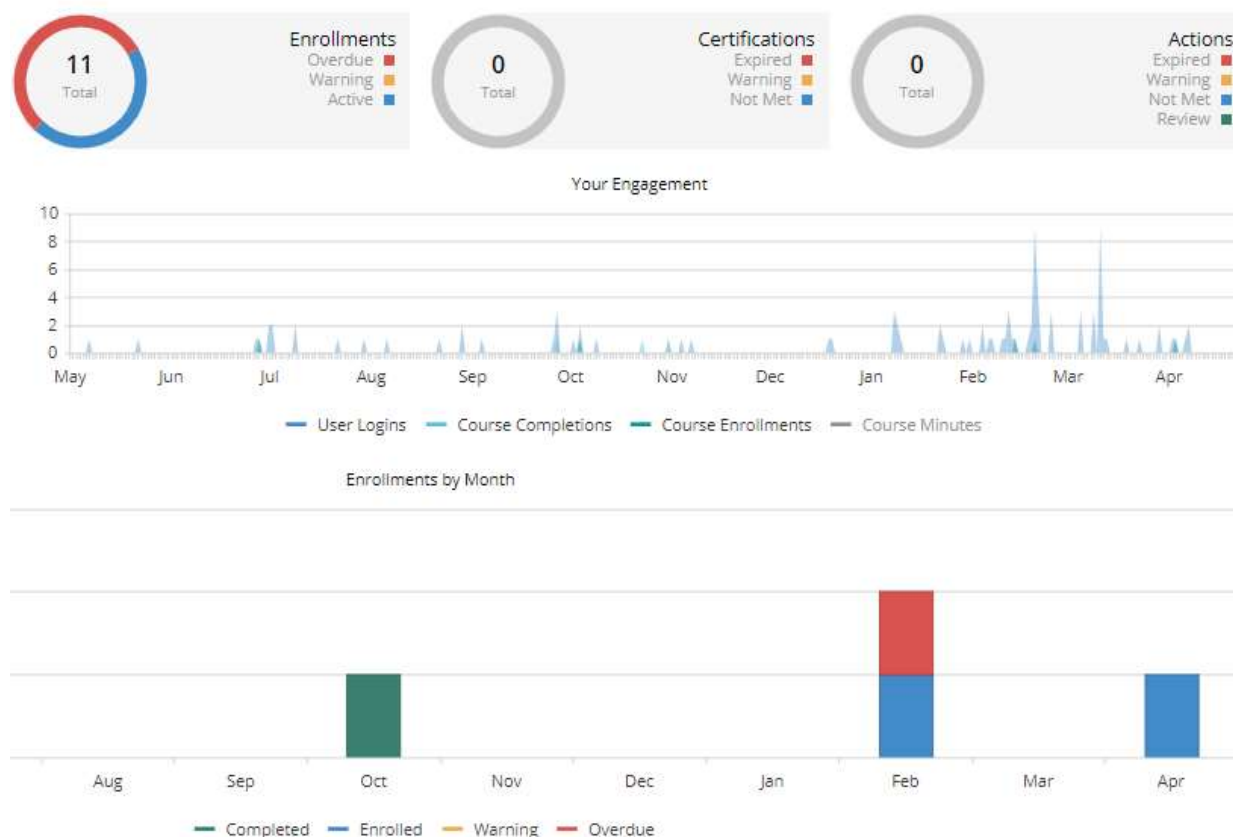 11
Total
Enrollments
Overdue
Warning
Active
0
Total
Certifications
Expired
Warning
Not Met
0
Total
Actions
Expired
Warning
Not Met
Review
Your Engagement
10
8
6
4
2
0
May Jun Jul Aug Sep Oct Nov Dec Jan Feb Mar Apr
User Logins Course Completions Course Enrollments Course Minutes
Enrollments by Month
Aug Sep Oct Nov Dec Jan Feb Mar Apr
Completed Enrolled Warning Overdue